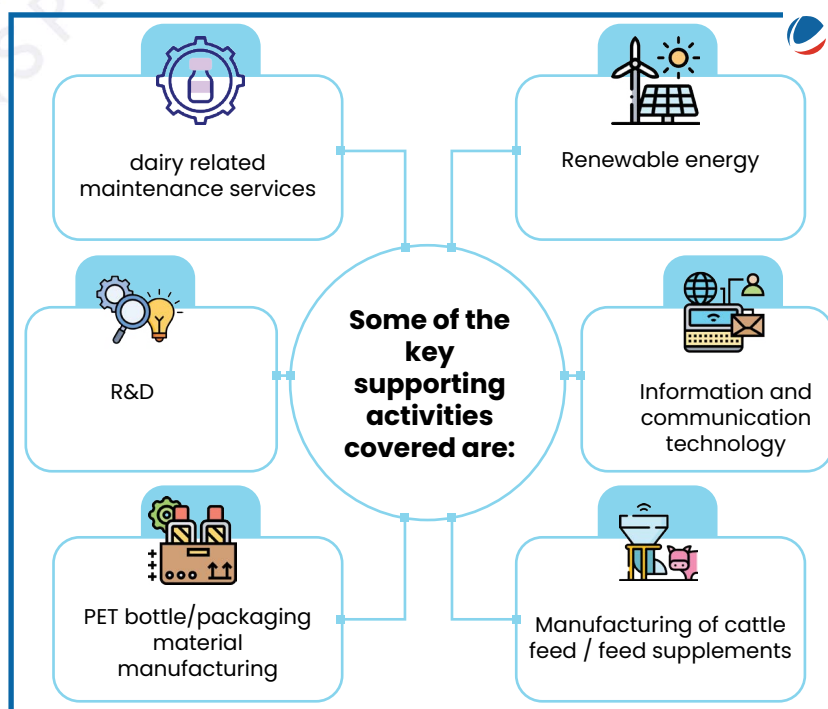 dairy related
maintenance services
Renewable energy
R&D
Some of the
key
supporting
activities
covered are:
Information and
communication
technology
PET bottle/packaging
material
manufacturing
Manufacturing of cattle
feed / feed supplements